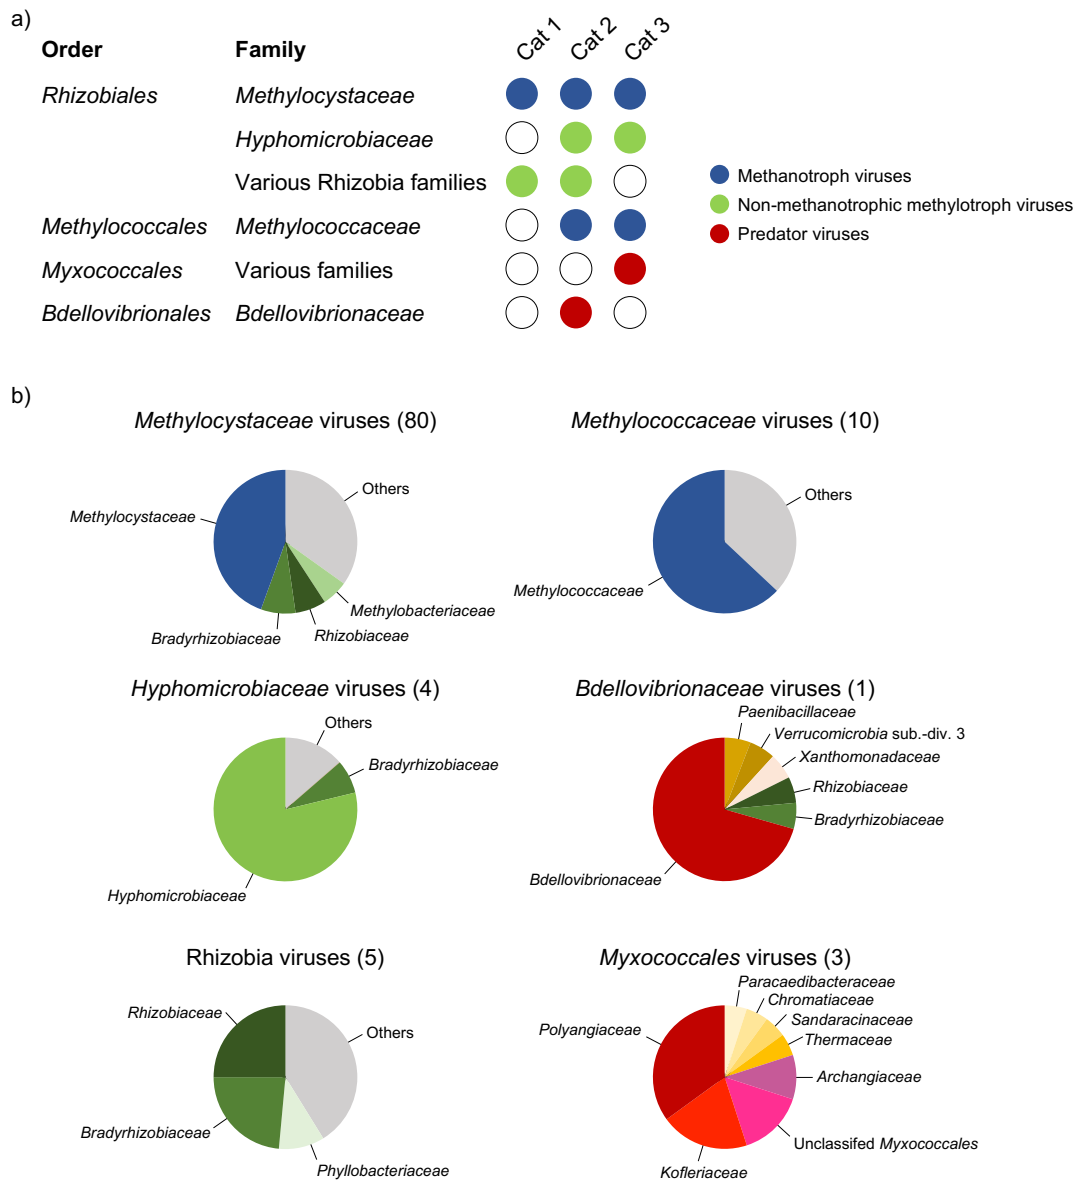 a)
Order Family Cat 1 Cat 2 Cat 3
Rhizobiales Methylocystaceae
Hyphomicrobiaceae
Various Rhizobia families
Methylococcales Methylococcaceae
Myxococcales Various families
Bdellovibrionales Bdellovibrionaceae
Methanotroph viruses
Non-methanotrophic methylotroph viruses
Predator viruses
b)
Methylocystaceae viruses (80)
Others
Methylocystaceae
Methylobacteriaceae
Rhizobiaceae
Bradyrhizobiaceae
Methylococcaceae viruses (10)
Others
Methylococcaceae
Hyphomicrobiaceae viruses (4)
Others
Bradyrhizobiaceae
Hyphomicrobiaceae
Bdellovibrionaceae viruses (1)
Paenibacillaceae
Verrucomicrobia sub.-div. 3
Xanthomonadaceae
Rhizobiaceae
Bradyrhizobiaceae
Bdellovibrionaceae
Rhizobia viruses (5)
Rhizobiaceae
Others
Bradyrhizobiaceae
Phyllobacteriaceae
Myxococcales viruses (3)
Paracaedibacteraceae
Chromatiaceae
Sandaracinaceae
Thermaceae
Polyangiaceae
Archangiaceae
Unclassifed Myxococcales
Kofleriaceae